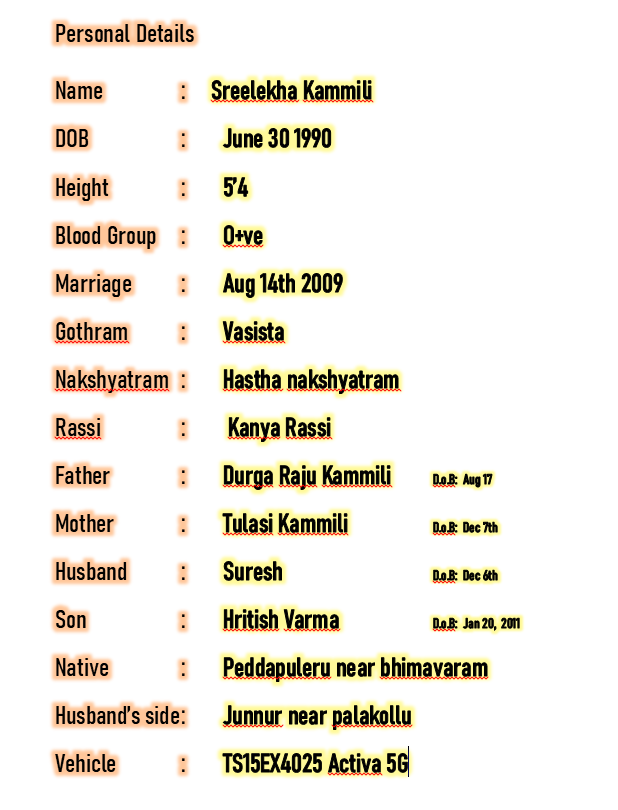 Personal Details
Name : Sreelekha Kammili
DOB : June 30 1990
Height : 5'4
Blood Group : O+ve
Marriage : Aug 14th 2009
Gothram : Vasista
Nakshyatram : Hastha nakshyatram
Rassi : Kanya Rassi
Father : Durga Raju Kammili D.o.B: Aug 17
Mother : Tulasi Kammili D.o.B: Dec 7th
Husband : Suresh D.o.B: Dec 6th
Son : Hritish Varma D.o.B: Jan 20, 2011
Native : Peddapuleru near bhimavaram
Husband's side: Junnur near palakollu
Vehicle : TS15EX4025 Activa 5G